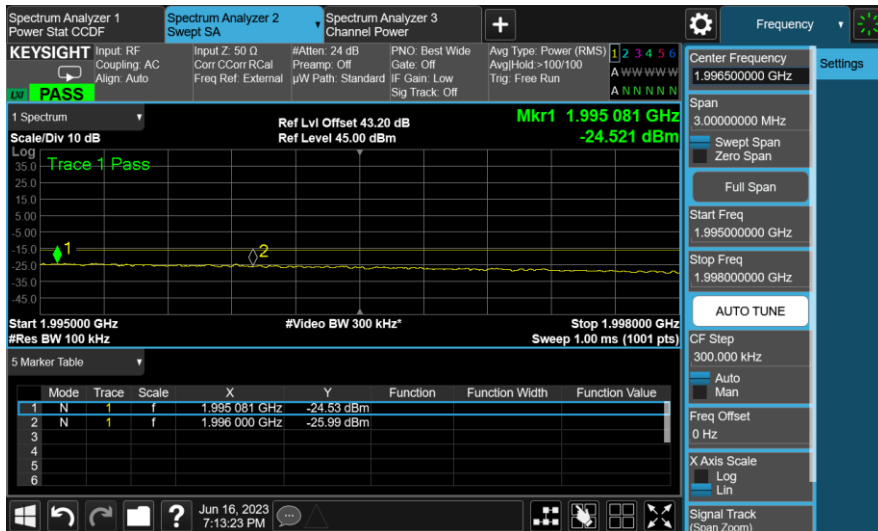 Spectrum Analyzer 1
Power Stat CCDF
Spectrum Analyzer 2
Swept SA
Spectrum Analyzer 3
Channel Power
Frequency
KEYSIGHT
LXI
PASS
Input: RF
Coupling: AC
Align: Auto
Input Z: 50 Ω
Corr CCorr RCal
Freq Ref: External
#Atten: 24 dB
Preamp: Off
µW Path: Standard
PNO: Best Wide
Gate: Off
IF Gain: Low
Sig Track: Off
Avg Type: Power (RMS)
Avg|Hold:>100/100
Trig: Free Run
1 2 3 4 5 6
A W W W W W
A N N N N N
1 Spectrum
Scale/Div 10 dB
Ref Lvl Offset 43.20 dB
Ref Level 45.00 dBm
Mkr1 1.995 081 GHz
-24.521 dBm
Log
Trace 1 Pass
35.0
25.0
15.0
5.00
-5.00
-15.0
-25.0
-35.0
-45.0
1
2
Start 1.995000 GHz
#Video BW 300 kHz*
Stop 1.998000 GHz
#Res BW 100 kHz
Sweep 1.00 ms (1001 pts)
5 Marker Table
Mode Trace Scale X Y Function Function Width Function Value
1 N 1 f 1.995 081 GHz -24.53 dBm
2 N 1 f 1.996 000 GHz -25.99 dBm
3
4
5
6
?
Jun 16, 2023
7:13:23 PM
Center Frequency
1.996500000 GHz
Settings
Span
3.00000000 MHz
Swept Span
Zero Span
Full Span
Start Freq
1.995000000 GHz
Stop Freq
1.998000000 GHz
AUTO TUNE
CF Step
300.000 kHz
Auto
Man
Freq Offset
0 Hz
X Axis Scale
Log
Lin
Signal Track
(Span Zoom)